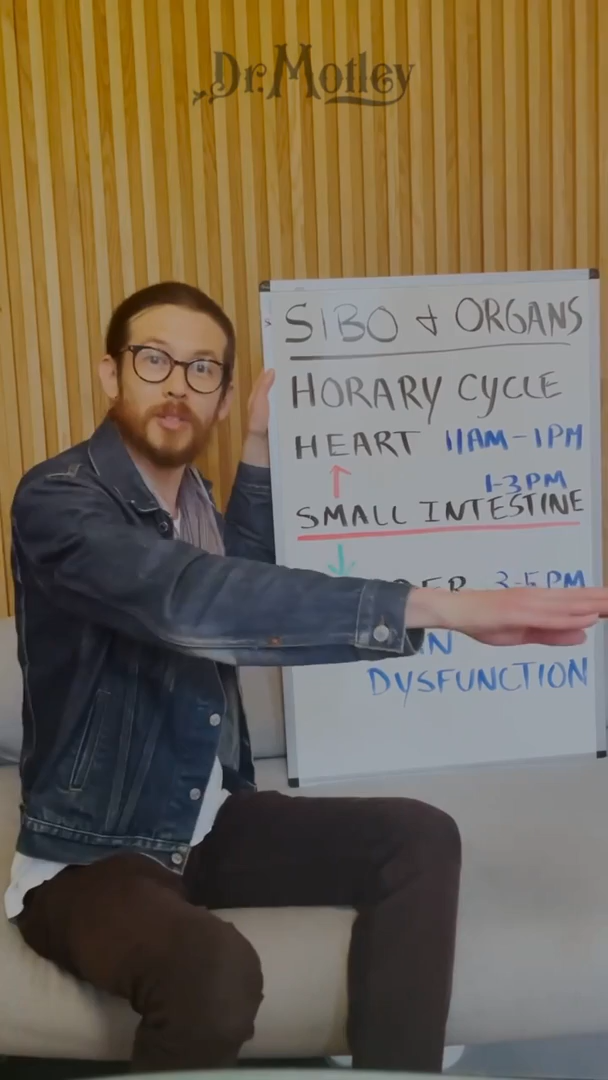 Dr. Motley
SIBO & ORGANS
HORARY CYCLE
HEART 11AM-1PM
1-3PM
SMALL INTESTINE
3-5PM
DYSFUNCTION